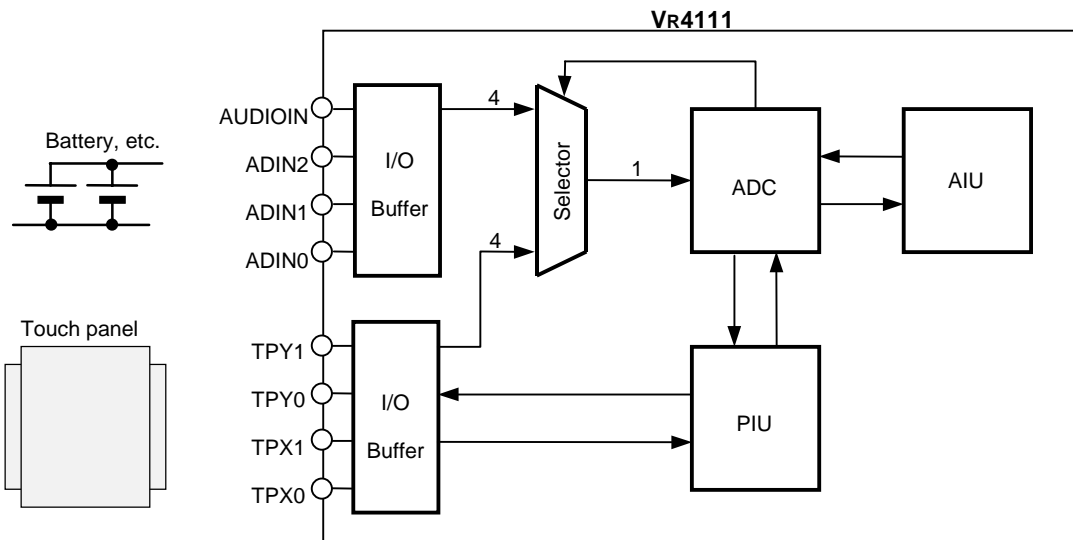 VR4111
AUDIOIN
ADIN2
ADIN1
ADIN0
Battery, etc.
I/O
Buffer
4
Selector
4
1
ADC
AIU
Touch panel
TPY1
TPY0
TPX1
TPX0
I/O
Buffer
PIU